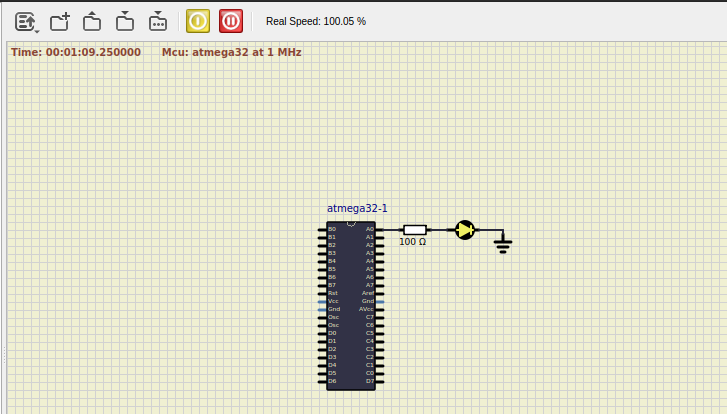 Real Speed: 100.05 %
Time: 00:01:09.250000 Mcu: atmega32 at 1 MHz
atmega32-1
B0 A0
B1 A1
B2 A2
B3 A3
B4 A4
B5 A5
B6 A6
B7 A7
Rst Aref
Vcc Gnd
Gnd AVcc
Osc C7
Osc C6
D0 C5
D1 C4
D2 C3
D3 C2
D4 C1
D5 C0
D6 D7
100 Ω